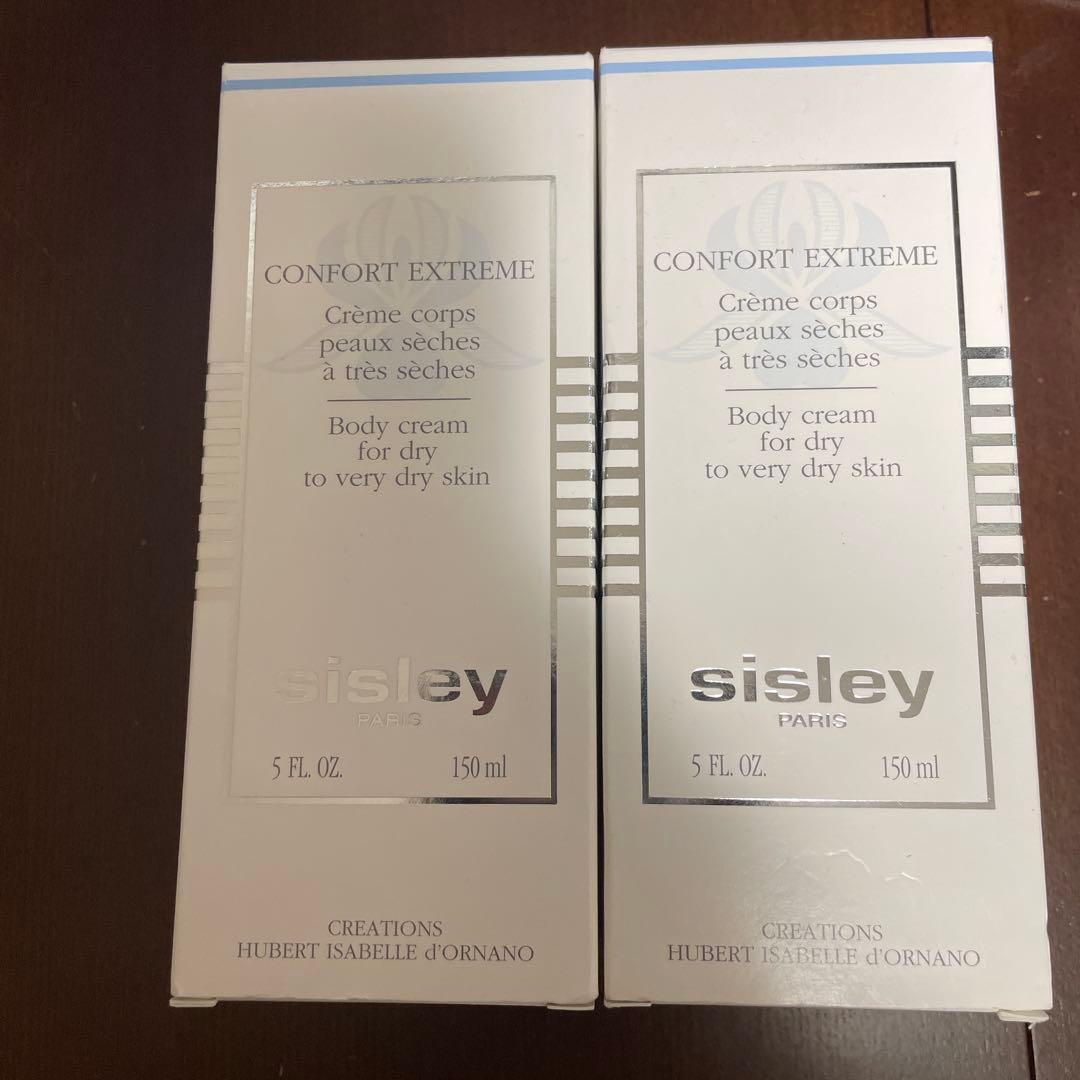 CONFORT EXTREME
Crème corps
peaux sèches
à très sèches
Body cream
for dry
to very dry skin
sisley
PARIS
5 FL. OZ. 150 ml
CREATIONS
HUBERT ISABELLE d'ORNANO
CONFORT EXTREME
Crème corps
peaux sèches
à très sèches
Body cream
for dry
to very dry skin
sisley
PARIS
5 FL. OZ. 150 ml
CREATIONS
HUBERT ISABELLE d'ORNANO